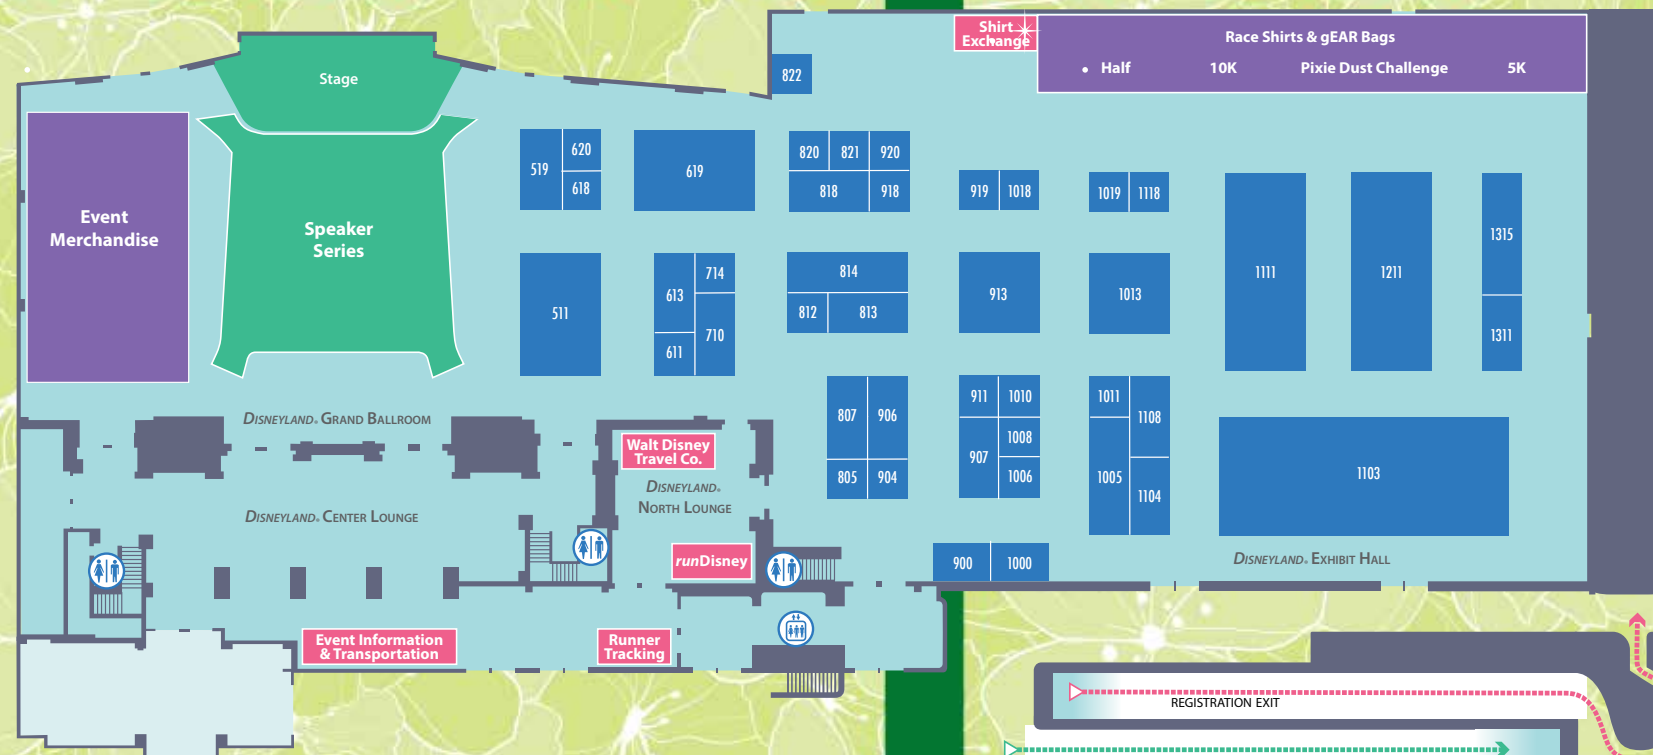 Shirt
Exchange
Race Shirts & gEAR Bags
• Half 10K Pixie Dust Challenge 5K
Stage
822
Event
Merchandise
Speaker
Series
519
620
618
619
820
821
920
818
918
919
1018
1019
1118
1111
1211
1315
1311
511
613
714
710
611
814
812
813
913
1013
807
906
805
904
911
1010
1008
907
1006
1011
1108
1005
1104
1103
900
1000
DISNEYLAND® GRAND BALLROOM
Walt Disney
Travel Co.
DISNEYLAND®
NORTH LOUNGE
DISNEYLAND® CENTER LOUNGE
runDisney
DISNEYLAND® EXHIBIT HALL
Event Information
& Transportation
Runner
Tracking
REGISTRATION EXIT